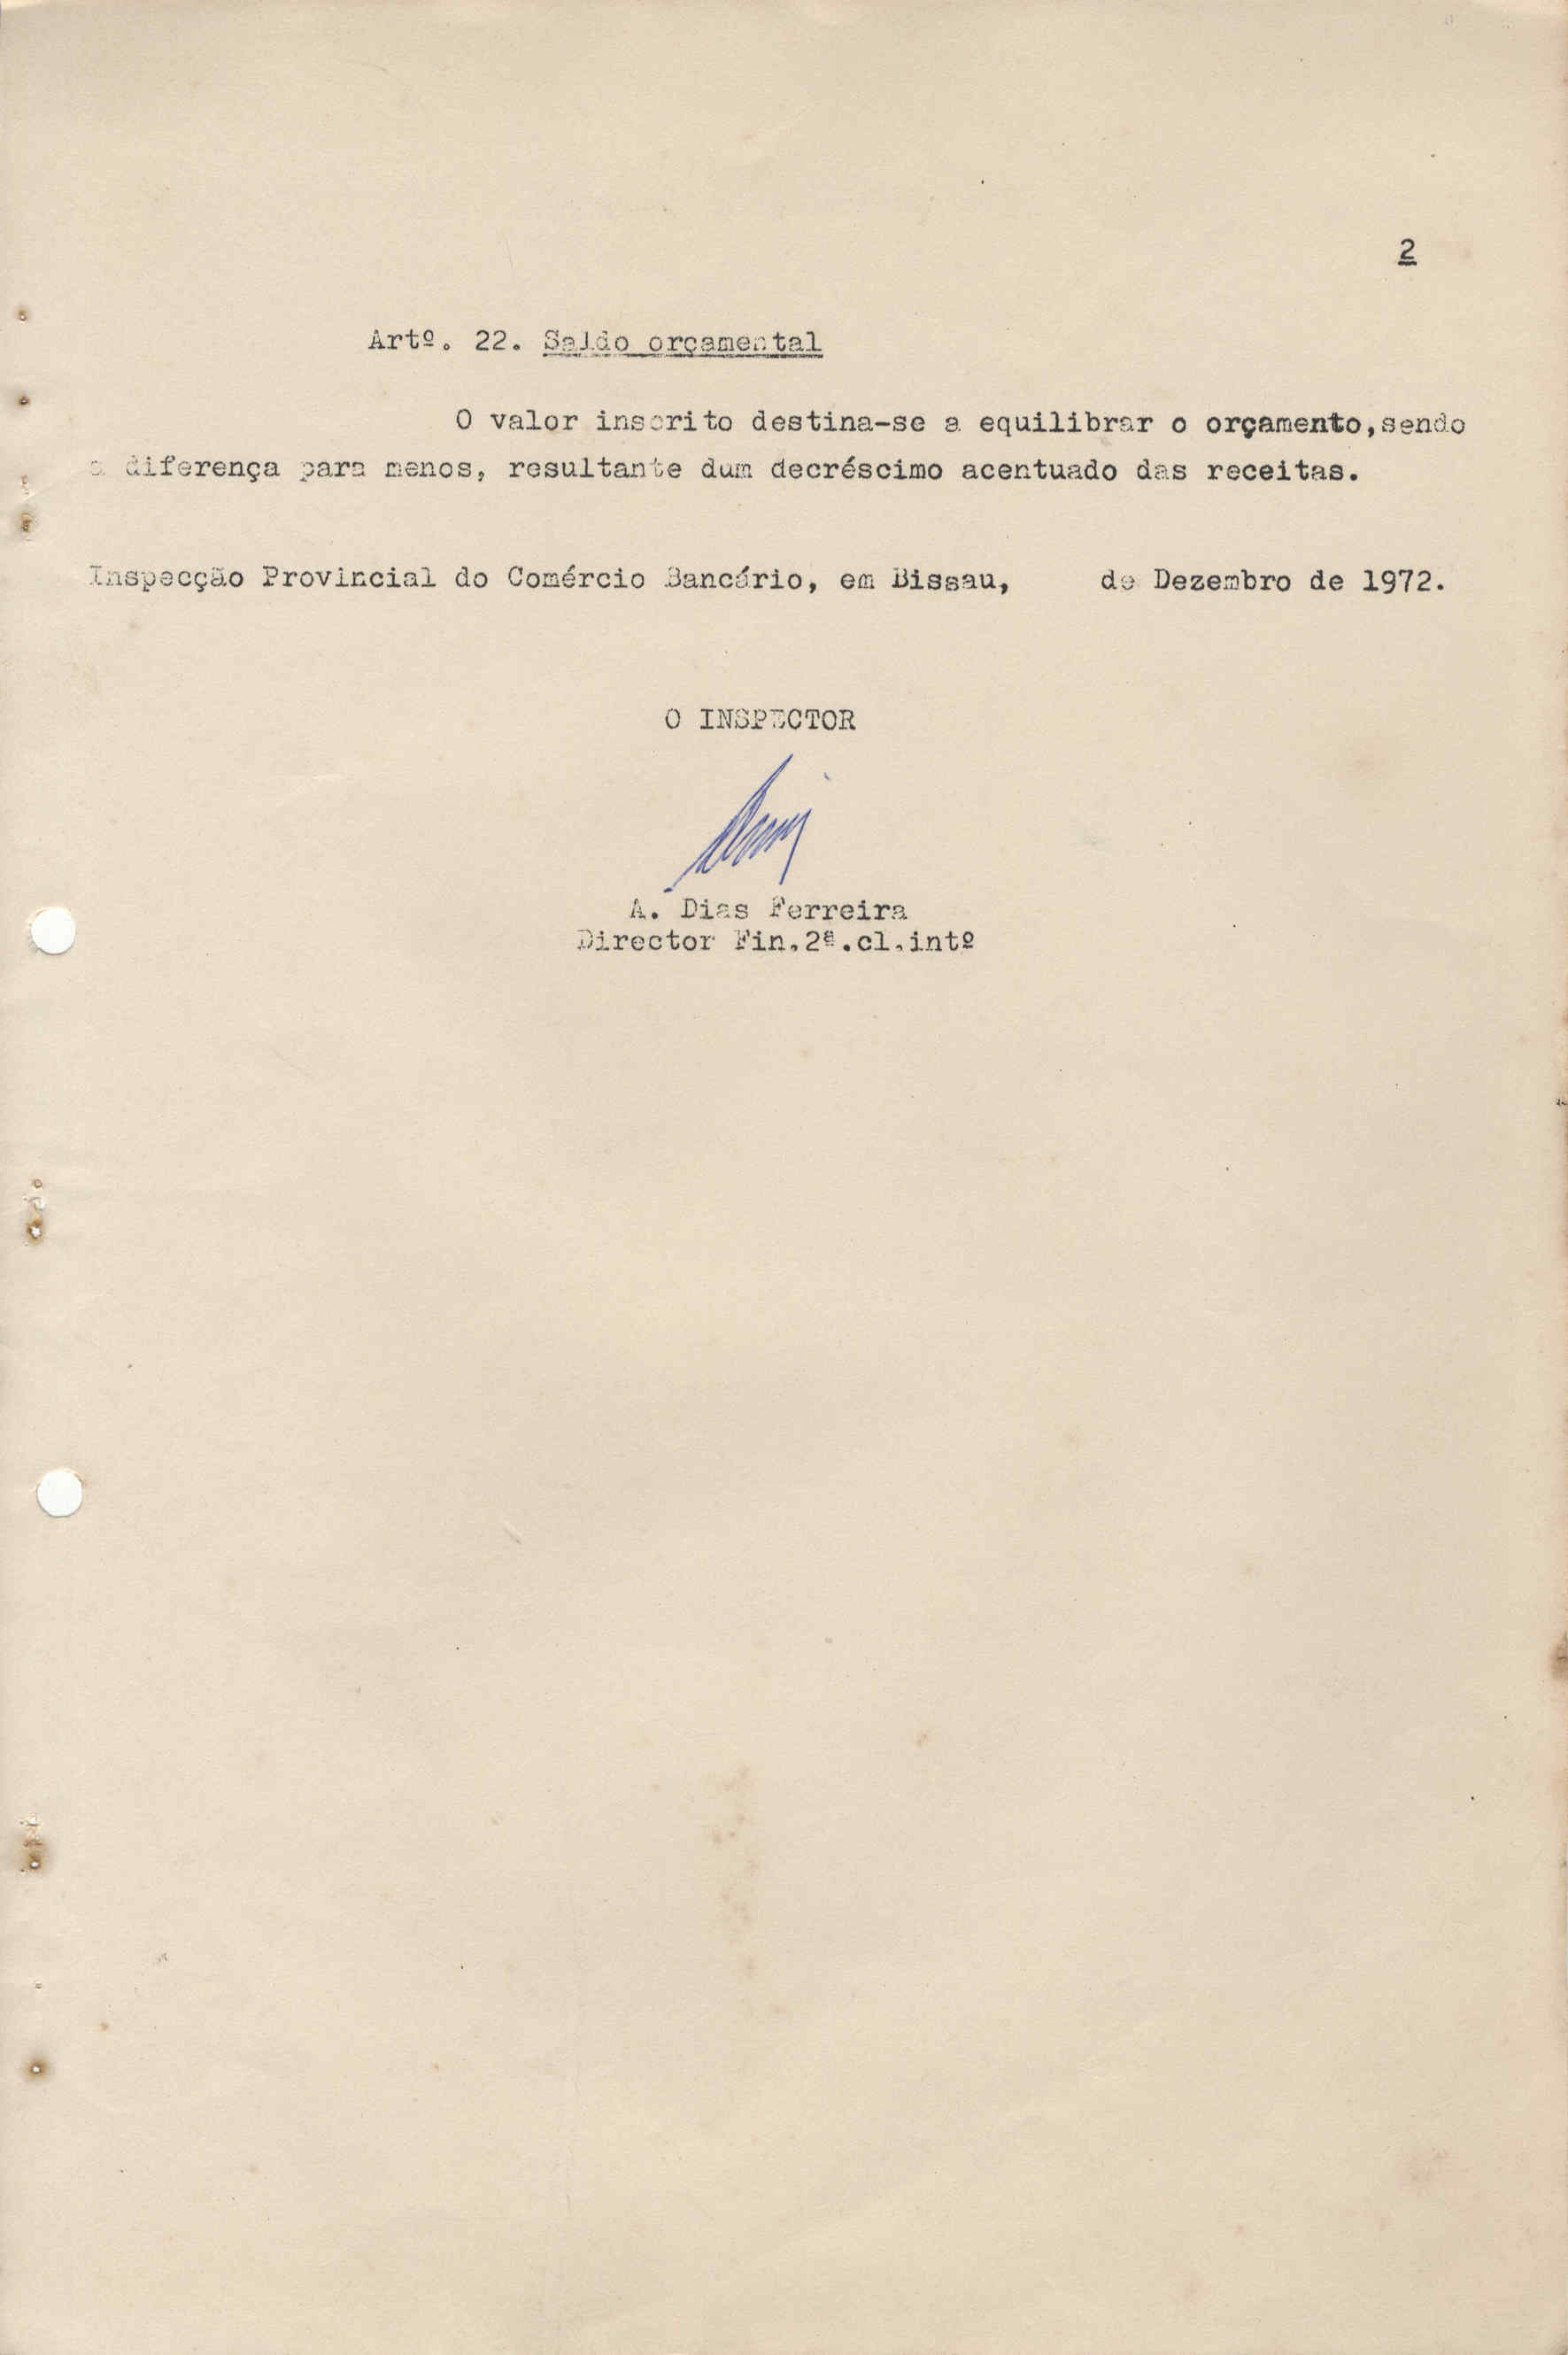 2
Artº. 22. Saldo orçamental
O valor inscrito destina-se a equilibrar o orçamento,sendo
a diferença para menos, resultante dum decréscimo acentuado das receitas.
Inspecção Provincial do Comércio Bancário, em Bissau, de Dezembro de 1972.
O INSPECTOR
A. Dias Ferreira
Director Fin.2ª.cl.intº